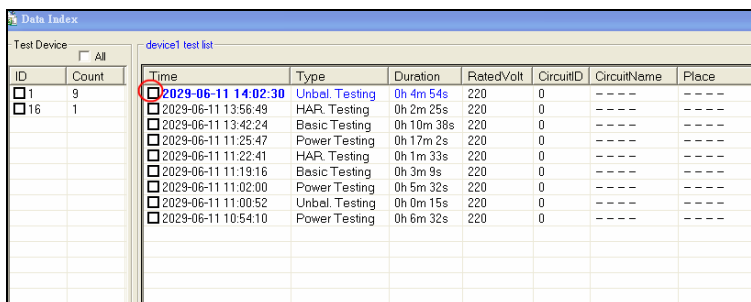 Data Index
Test Device
All
device1 test list
ID Count
1 9
16 1
Time Type Duration RatedVolt CircuitID CircuitName Place
2029-06-11 14:02:30 Unbal. Testing 0h 4m 54s 220 0 ---- ----
2029-06-11 13:56:49 HAR. Testing 0h 2m 25s 220 0 ---- ----
2029-06-11 13:42:24 Basic Testing 0h 10m 38s 220 0 ---- ----
2029-06-11 11:25:47 Power Testing 0h 17m 2s 220 0 ---- ----
2029-06-11 11:22:41 HAR. Testing 0h 1m 33s 220 0 ---- ----
2029-06-11 11:19:16 Basic Testing 0h 3m 9s 220 0 ---- ----
2029-06-11 11:02:00 Power Testing 0h 5m 32s 220 0 ---- ----
2029-06-11 11:00:52 Unbal. Testing 0h 0m 15s 220 0 ---- ----
2029-06-11 10:54:10 Power Testing 0h 6m 32s 220 0 ---- ----